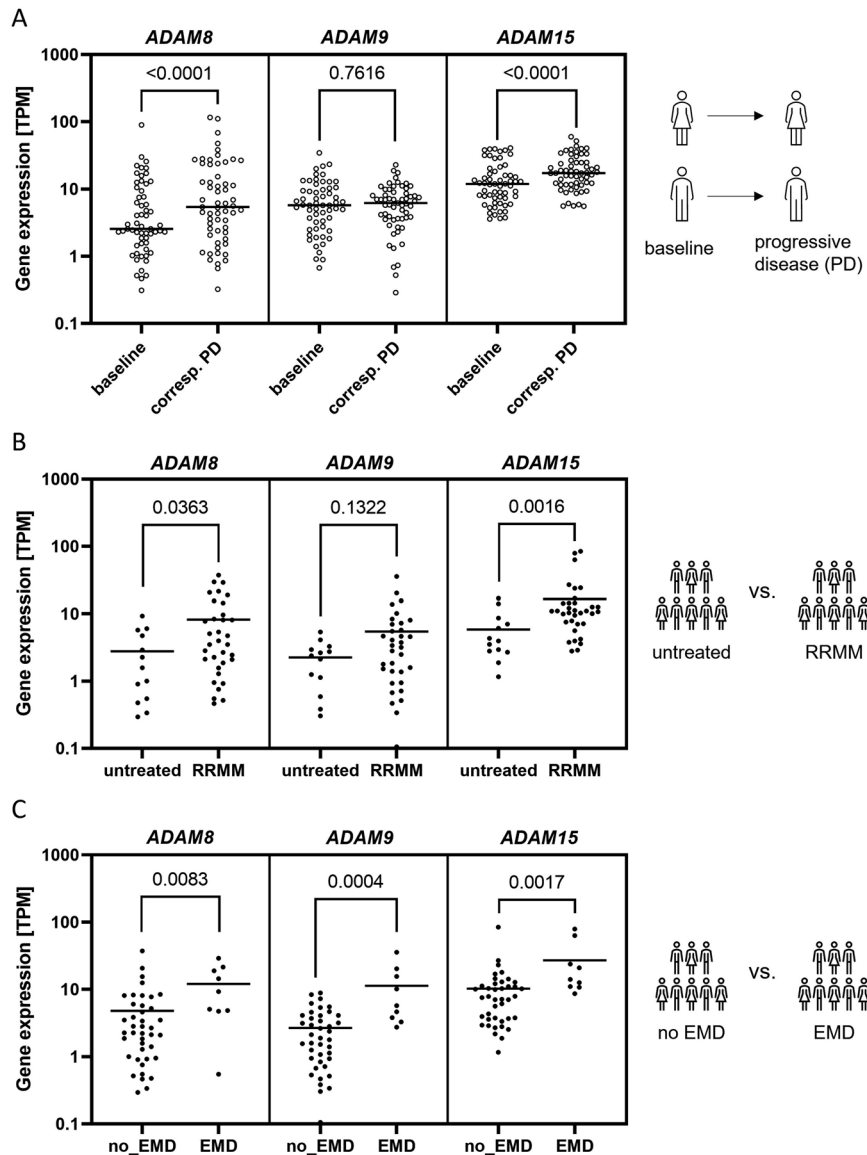 A
ADAM8 ADAM9 ADAM15
1000
100
10
1
0.1
Gene expression [TPM]
<0.0001 0.7616 <0.0001
baseline corresp. PD baseline corresp. PD baseline corresp. PD
baseline progressive
disease (PD)
B
ADAM8 ADAM9 ADAM15
1000
100
10
1
0.1
Gene expression [TPM]
0.0363 0.1322 0.0016
untreated RRMM untreated RRMM untreated RRMM
vs.
untreated RRMM
C
ADAM8 ADAM9 ADAM15
1000
100
10
1
0.1
Gene expression [TPM]
0.0083 0.0004 0.0017
no_EMD EMD no_EMD EMD no_EMD EMD
vs.
no EMD EMD